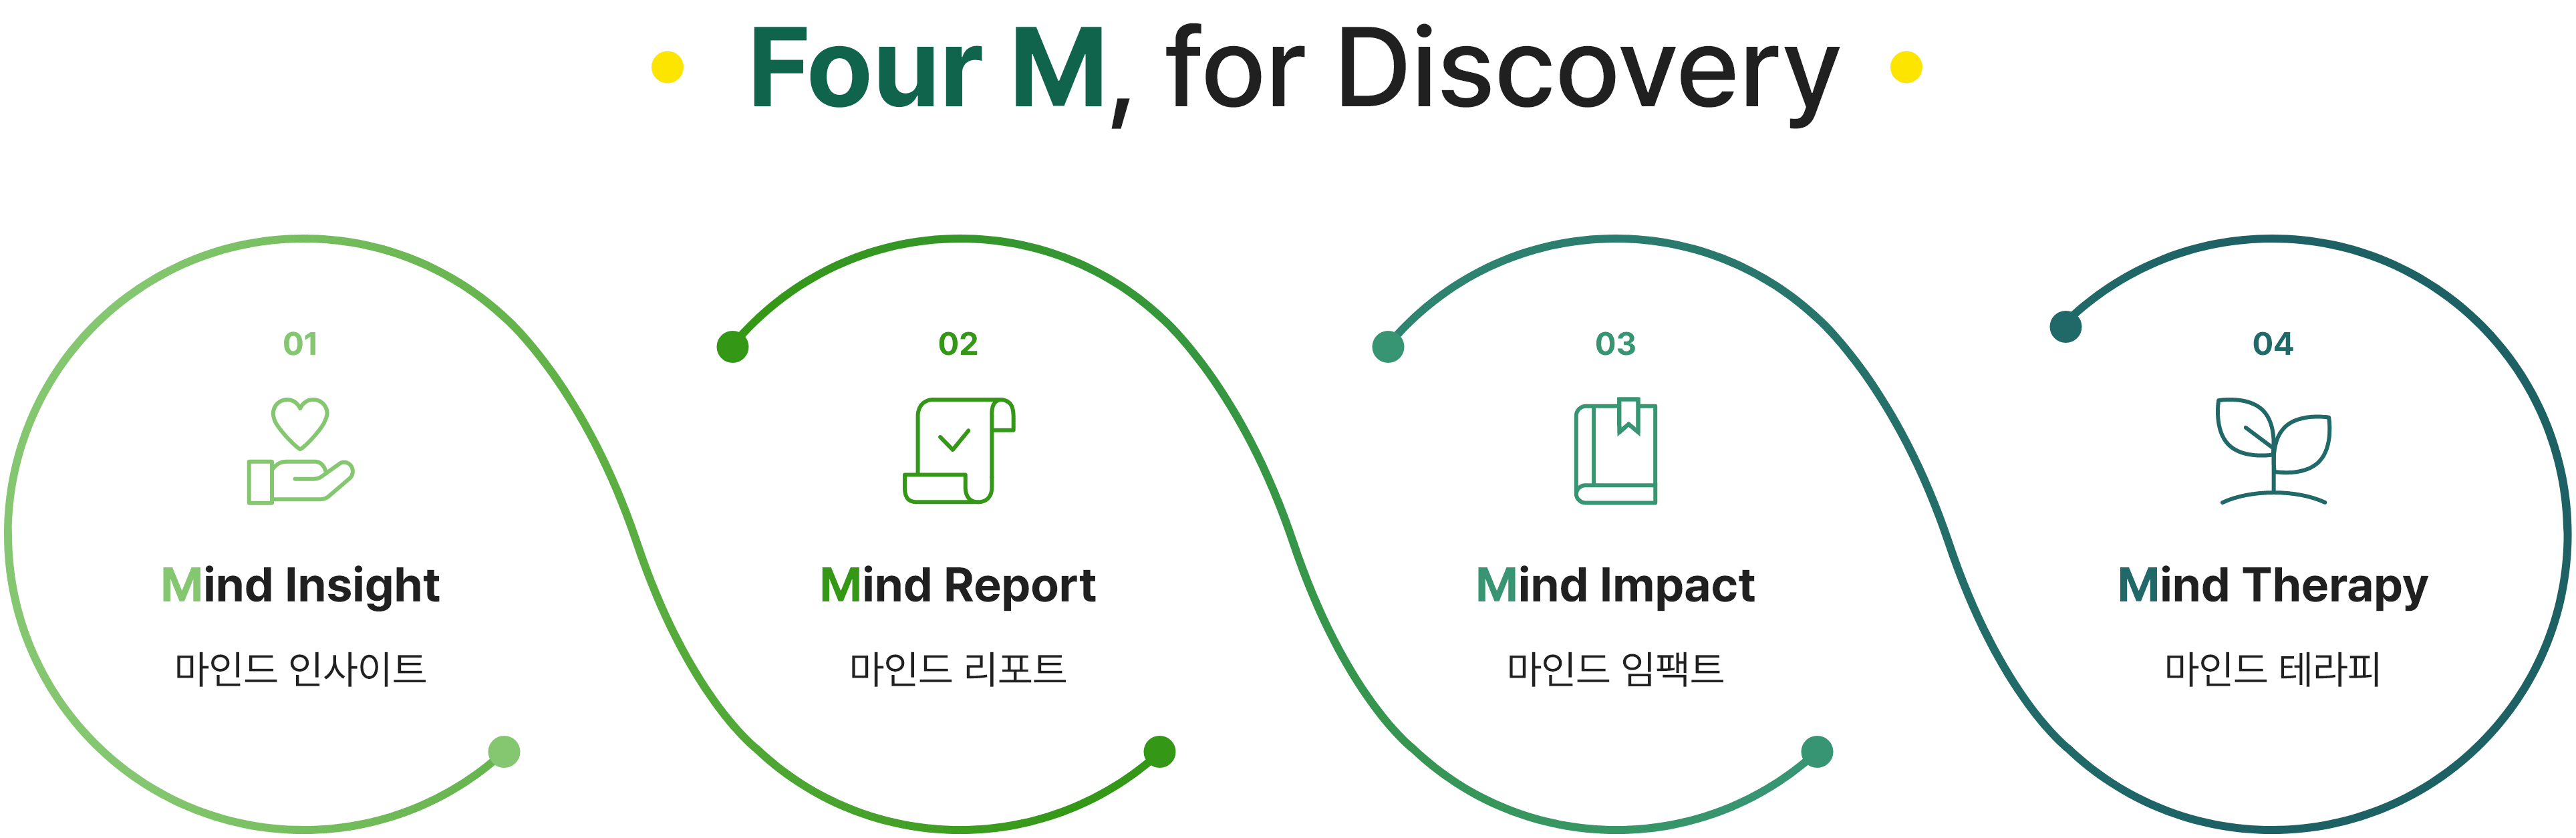 Four M, for Discovery
01
Mind Insight
마인드 인사이트
02
Mind Report
마인드 리포트
03
Mind Impact
마인드 임팩트
04
Mind Therapy
마인드 테라피